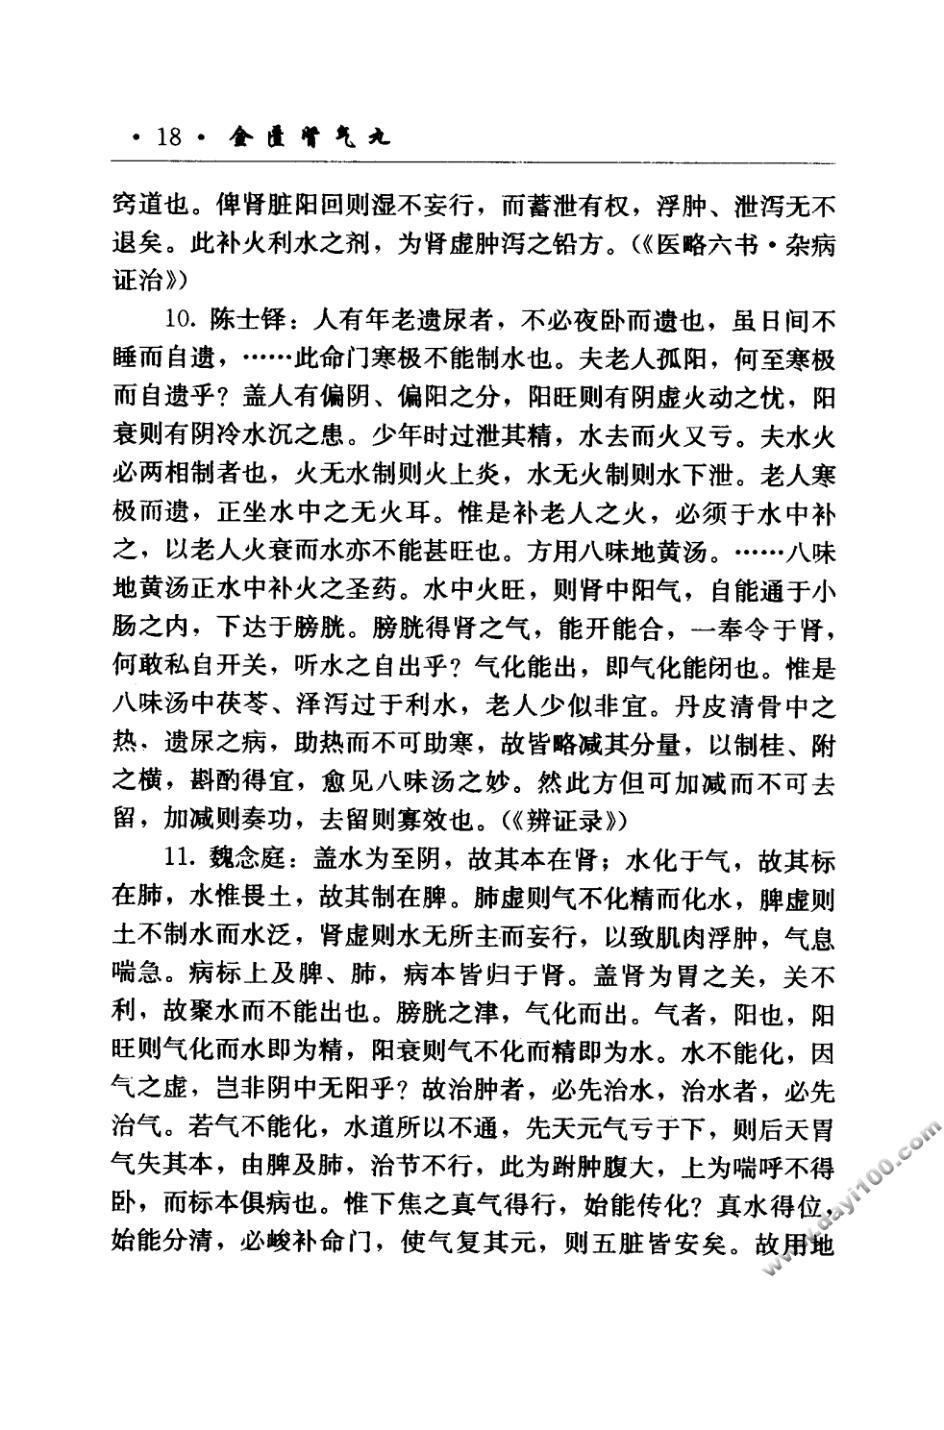 ·18· 金匮肾气丸
窍道也。俾肾脏阳回则湿不妄行，而蓄泄有权，浮肿、泄泻无不
退矣。此补火利水之剂，为肾虚肿泻之铅方。(《医略六书·杂病
证治》)
10. 陈士铎：人有年老遗尿者，不必夜卧而遗也，虽日间不
睡而自遗，……此命门寒极不能制水也。夫老人孤阳，何至寒极
而自遗乎？盖人有偏阴、偏阳之分，阳旺则有阴虚火动之忧，阳
衰则有阴冷水沉之患。少年时过泄其精，水去而火又亏。夫水火
必两相制者也，火无水制则火上炎，水无火制则水下泄。老人寒
极而遗，正坐水中之无火耳。惟是补老人之火，必须于水中补
之，以老人火衰而水亦不能甚旺也。方用八味地黄汤。……八味
地黄汤正水中补火之圣药。水中火旺，则肾中阳气，自能通于小
肠之内，下达于膀胱。膀胱得肾之气，能开能合，一奉令于肾，
何敢私自开关，听水之自出乎？气化能出，即气化能闭也。惟是
八味汤中茯苓、泽泻过于利水，老人少似非宜。丹皮清骨中之
热，遗尿之病，助热而不可助寒，故皆略减其分量，以制桂、附
之横，斟酌得宜，愈见八味汤之妙。然此方但可加减而不可去
留，加减则奏功，去留则寡效也。(《辨证录》)
11. 魏念庭：盖水为至阴，故其本在肾；水化于气，故其标
在肺，水惟畏土，故其制在脾。肺虚则气不化精而化水，脾虚则
土不制水而水泛，肾虚则水无所主而妄行，以致肌肉浮肿，气息
喘急。病标上及脾、肺，病本皆归于肾。盖肾为胃之关，关不
利，故聚水而不能出也。膀胱之津，气化而出。气者，阳也，阳
旺则气化而水即为精，阳衰则气不化而精即为水。水不能化，因
气之虚，岂非阴中无阳乎？故治肿者，必先治水，治水者，必先
治气。若气不能化，水道所以不通，先天元气亏于下，则后天胃
气失其本，由脾及肺，治节不行，此为跗肿腹大，上为喘呼不得
卧，而标本俱病也。惟下焦之真气得行，始能传化？真水得位，
始能分清，必峻补命门，使气复其元，则五脏皆安矣。故用地
www.dayi100.com